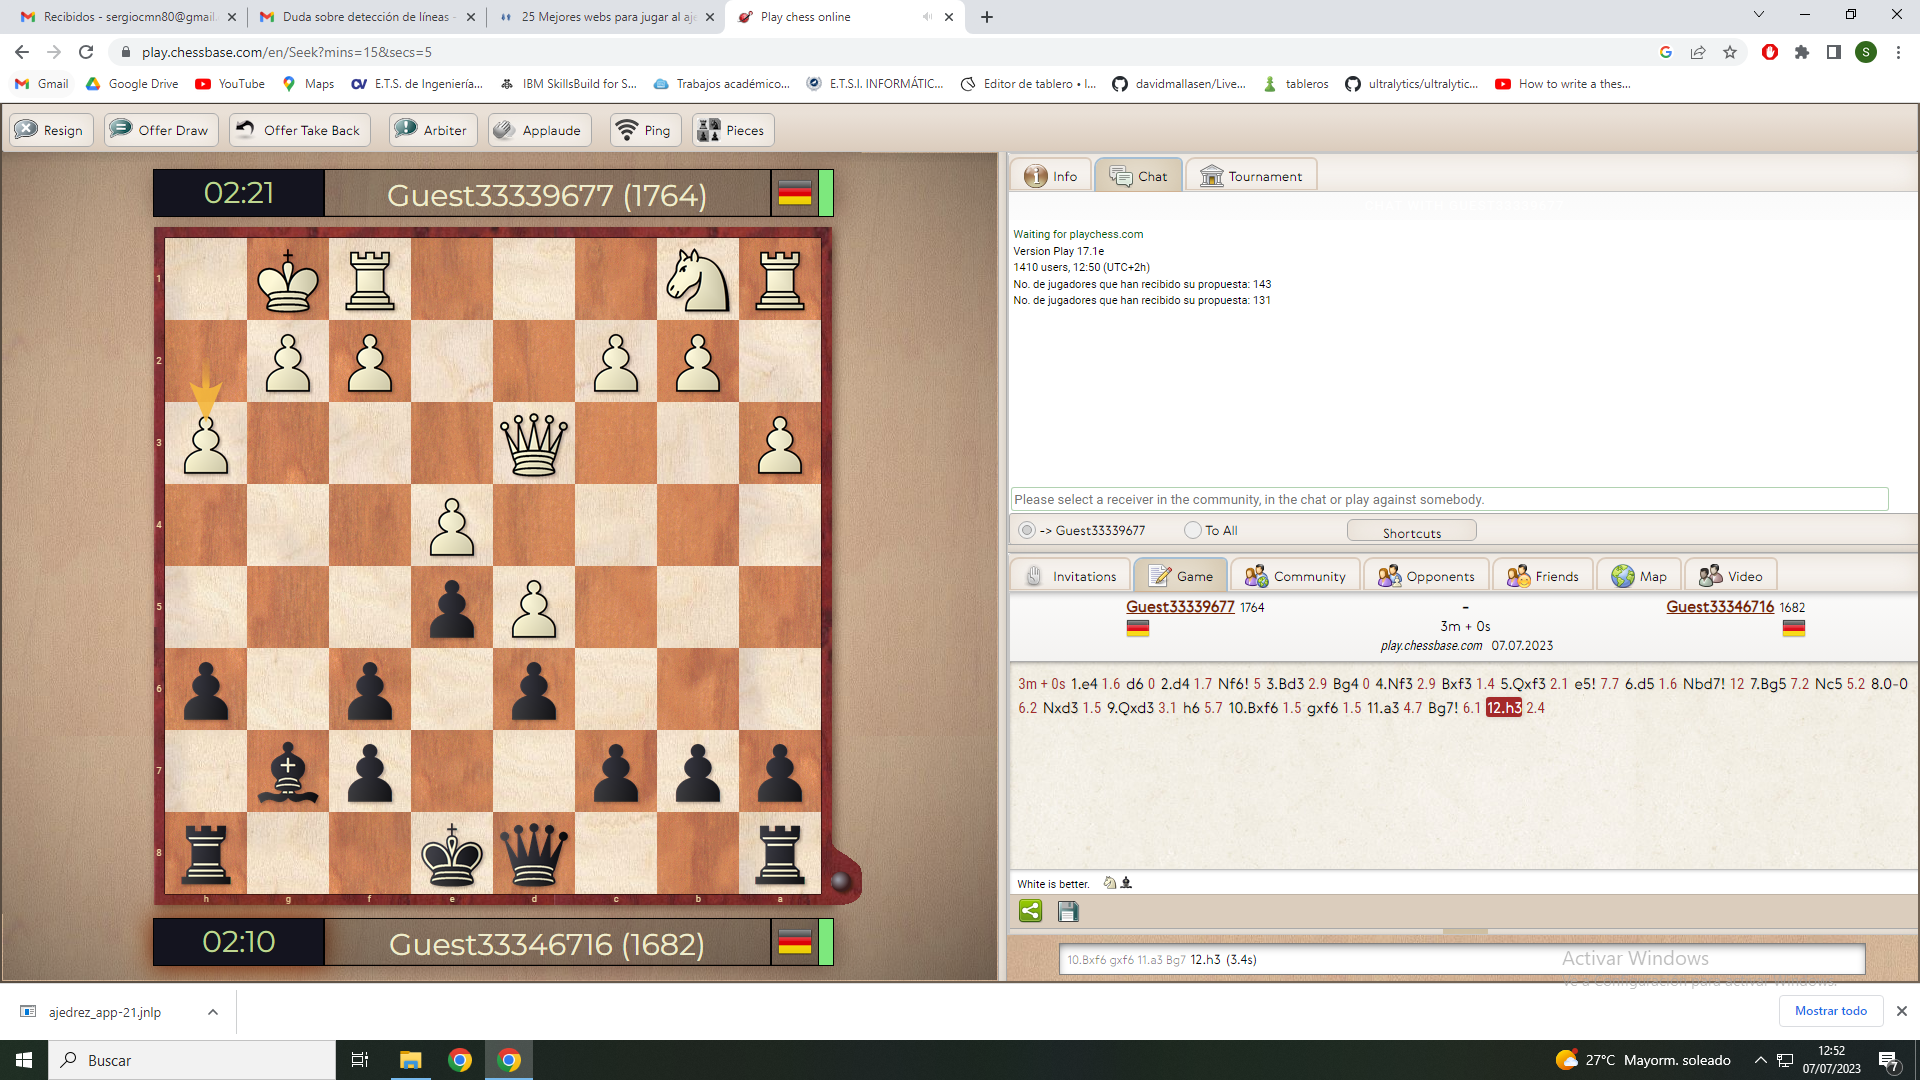 Recibidos - sergiocmn80@gmail.
Duda sobre detección de líneas -
25 Mejores webs para jugar al aje
Play chess online
play.chessbase.com/en/Seek?mins=15&secs=5
S
Gmail
Google Drive
YouTube
Maps
E.T.S. de Ingeniería...
IBM SkillsBuild for S...
Trabajos académico...
E.T.S.I. INFORMÁTIC...
Editor de tablero • l...
davidmallasen/Live...
tableros
ultralytics/ultralytic...
How to write a thes...
Resign
Offer Draw
Offer Take Back
Arbiter
Applaude
Ping
Pieces
02:21
Guest33339677 (1764)
1
2
3
4
5
6
7
8
h g f e d c b a
02:10
Guest33346716 (1682)
Info
Chat
Tournament
Waiting for playchess.com
Version Play 17.1e
1410 users, 12:50 (UTC+2h)
No. de jugadores que han recibido su propuesta: 143
No. de jugadores que han recibido su propuesta: 131
Please select a receiver in the community, in the chat or play against somebody.
-> Guest33339677
To All
Shortcuts
Invitations
Game
Community
Opponents
Friends
Map
Video
Guest33339677 1764
-
Guest33346716 1682
3m + 0s
play.chessbase.com 07.07.2023
3m + 0s 1.e4 1.6 d6 0 2.d4 1.7 Nf6! 5 3.Bd3 2.9 Bg4 0 4.Nf3 2.9 Bxf3 1.4 5.Qxf3 2.1 e5! 7.7 6.d5 1.6 Nbd7! 12 7.Bg5 7.2 Nc5 5.2 8.0-0
6.2 Nxd3 1.5 9.Qxd3 3.1 h6 5.7 10.Bxf6 1.5 gxf6 1.5 11.a3 4.7 Bg7! 6.1 12.h3 2.4
White is better.
10.Bxf6 gxf6 11.a3 Bg7 12.h3 (3.4s)
Activar Windows
Ve a Configuración para activar Windows.
ajedrez_app-21.jnlp
Mostrar todo
Buscar
27°C Mayorm. soleado
12:52
07/07/2023
7